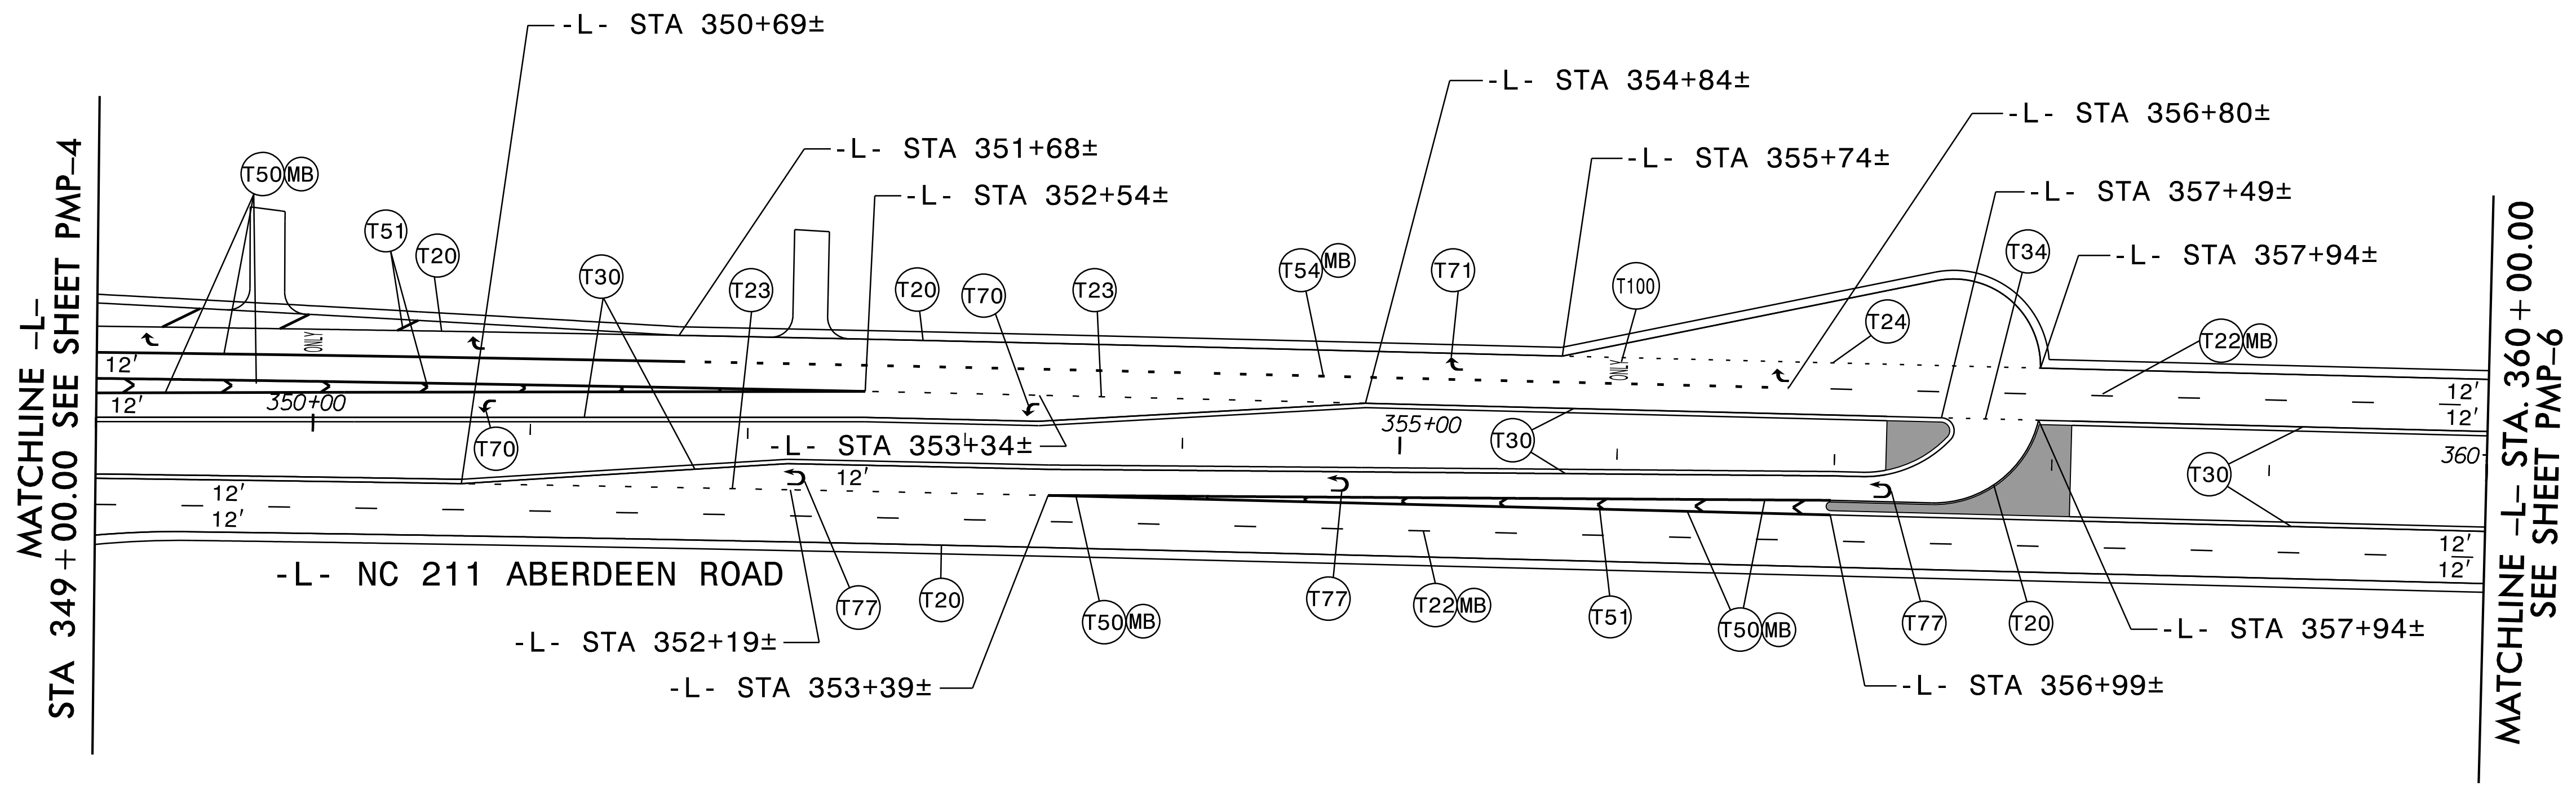 -L- STA 350+69±
-L- STA 354+84±
-L- STA 356+80±
-L- STA 351+68±
-L- STA 355+74±
-L- STA 352+54±
-L- STA 357+49±
-L- STA 357+94±
MATCHLINE -L-
STA 349+00.00 SEE SHEET PMP-4
T50 MB
T51
T20
T30
T23
T20
T70
T23
T54 MB
T71
T100
T24
T34
T22 MB
ONLY
ONLY
12'
12'
350+00
T70
-L- STA 353+34±
355+00
T30
12'
12'
360
T30
12'
12'
12'
12'
12'
-L- NC 211 ABERDEEN ROAD
T77
T20
T50 MB
T77
T22 MB
T51
T50 MB
T77
T20
-L- STA 357+94±
-L- STA 352+19±
-L- STA 353+39±
-L- STA 356+99±
MATCHLINE -L- STA. 360+00.00
SEE SHEET PMP-6